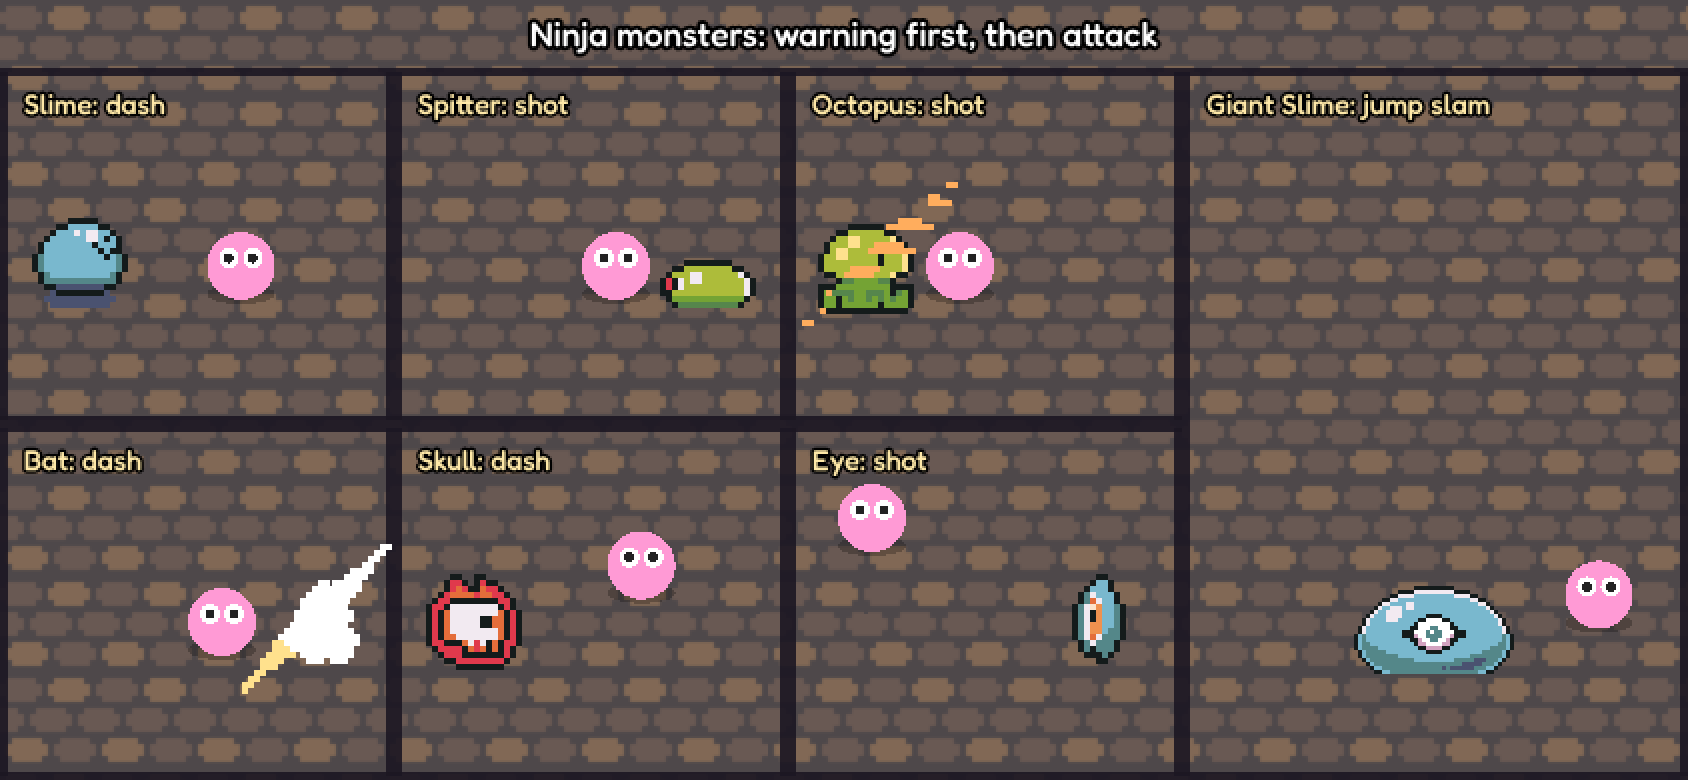 Ninja monsters: warning first, then attack
Slime: dash
Spitter: shot
Octopus: shot
Giant Slime: jump slam
Bat: dash
Skull: dash
Eye: shot